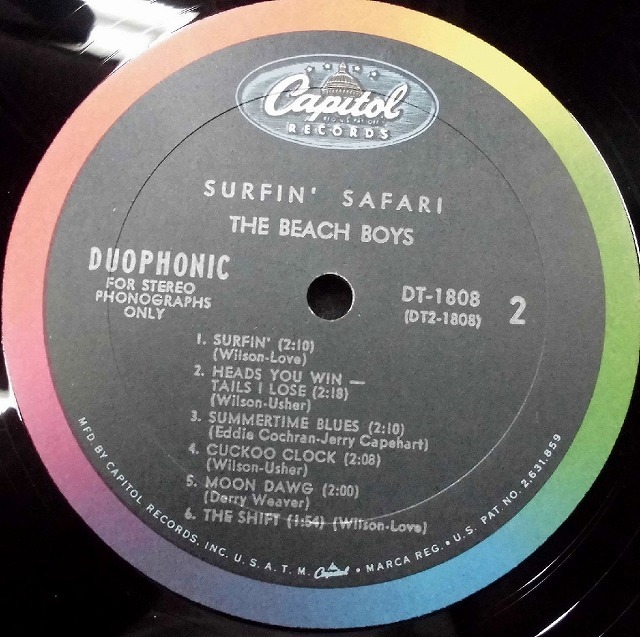 Capitol
RECORDS
SURFIN' SAFARI
THE BEACH BOYS
DUOPHONIC
FOR STEREO
PHONOGRAPHS
ONLY
DT-1808
(DT2-1808)
2
1. SURFIN' (2:10)
(Wilson-Love)
2. HEADS YOU WIN —
TAILS I LOSE (2:18)
(Wilson-Usher)
3. SUMMERTIME BLUES (2:10)
(Eddie Cochran-Jerry Capehart)
4. CUCKOO CLOCK (2:08)
(Wilson-Usher)
5. MOON DAWG (2:00)
(Derry Weaver)
6. THE SHIFT (1:54) (Wilson-Love)
MFD. BY CAPITOL RECORDS, INC. U. S. A. T. M. Capitol • MARCA REG. • U. S. PAT. NO. 2,631,859